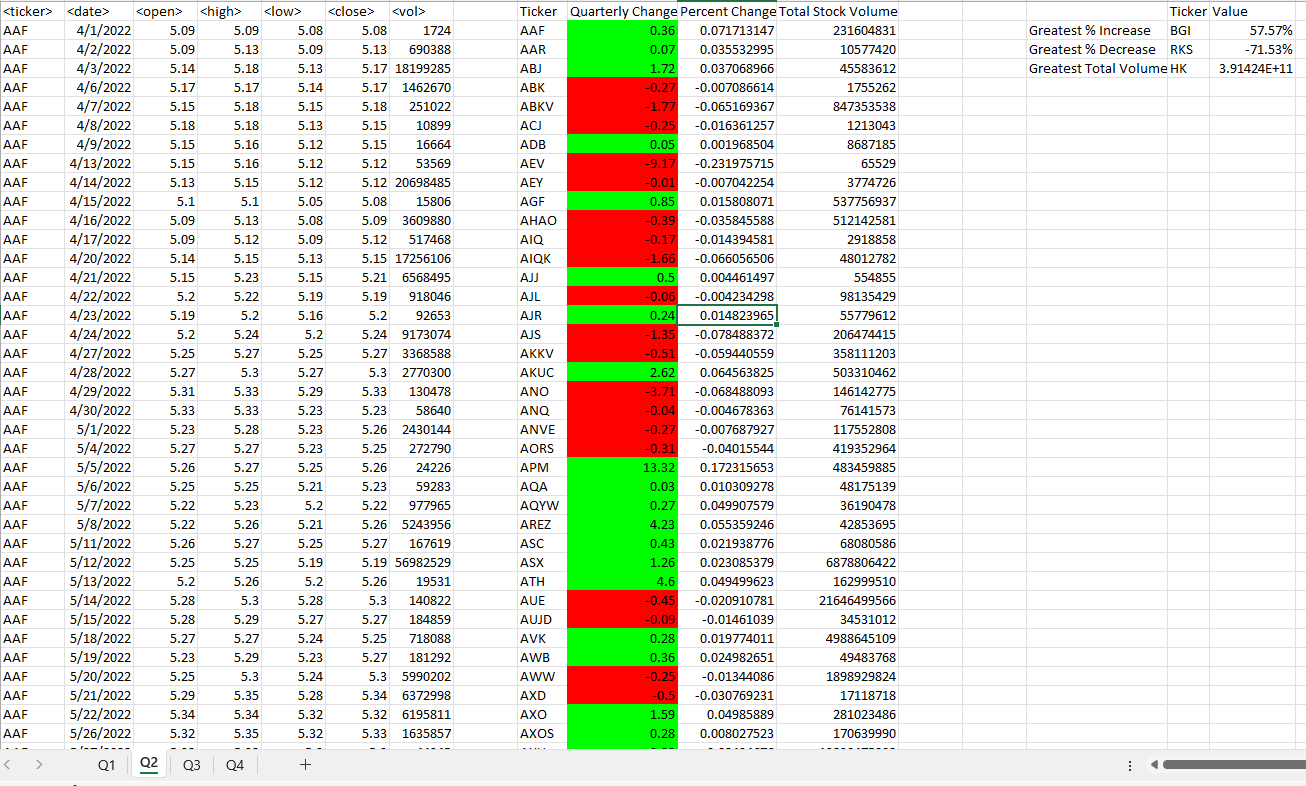 <ticker> <date> <open> <high> <low> <close> <vol> Ticker Quarterly Change Percent Change Total Stock Volume Ticker Value
AAF 4/1/2022 5.09 5.09 5.08 5.08 1724 AAF 0.36 0.071713147 231604831 Greatest % Increase BGI 57.57%
AAF 4/2/2022 5.09 5.13 5.09 5.13 690388 AAR 0.07 0.035532995 10577420 Greatest % Decrease RKS -71.53%
AAF 4/3/2022 5.14 5.18 5.13 5.17 18199285 ABJ 1.72 0.037068966 45583612 Greatest Total Volume HK 3.91424E+11
AAF 4/6/2022 5.17 5.17 5.14 5.17 1462670 ABK -0.27 -0.007086614 1755262
AAF 4/7/2022 5.15 5.18 5.15 5.18 251022 ABKV -1.77 -0.065169367 847353538
AAF 4/8/2022 5.18 5.18 5.13 5.15 10899 ACJ -0.25 -0.016361257 1213043
AAF 4/9/2022 5.15 5.16 5.12 5.12 16664 ADB 0.05 0.001968504 8687185
AAF 4/13/2022 5.15 5.16 5.12 5.12 53569 AEV -9.17 -0.231975715 65529
AAF 4/14/2022 5.13 5.15 5.12 5.12 20698485 AEY -0.01 -0.007042254 3774726
AAF 4/15/2022 5.1 5.1 5.05 5.08 15806 AGF 0.85 0.015808071 537756937
AAF 4/16/2022 5.09 5.13 5.08 5.09 3609880 AHAO -0.39 -0.035845588 512142581
AAF 4/17/2022 5.09 5.12 5.09 5.12 517468 AIQ -0.17 -0.014394581 2918858
AAF 4/20/2022 5.14 5.15 5.13 5.15 17256106 AIQK -1.66 -0.066056506 48012782
AAF 4/21/2022 5.15 5.23 5.15 5.21 6568495 AJJ 0.5 0.004461497 554855
AAF 4/22/2022 5.2 5.22 5.19 5.19 918046 AJL -0.06 -0.004234298 98135429
AAF 4/23/2022 5.19 5.2 5.16 5.2 92653 AJR 0.24 0.014823965 55779612
AAF 4/24/2022 5.2 5.24 5.2 5.24 9173074 AJS -1.35 -0.078488372 206474415
AAF 4/27/2022 5.25 5.27 5.25 5.27 3368588 AKKV -0.51 -0.059440559 358111203
AAF 4/28/2022 5.27 5.3 5.27 5.3 2770300 AKUC 2.62 0.064563825 503310462
AAF 4/29/2022 5.31 5.33 5.29 5.33 130478 ANO -3.71 -0.068488093 146142775
AAF 4/30/2022 5.33 5.33 5.23 5.23 58640 ANQ -0.04 -0.004678363 76141573
AAF 5/1/2022 5.23 5.28 5.23 5.26 2430144 ANVE -0.27 -0.007687927 117552808
AAF 5/4/2022 5.27 5.27 5.23 5.25 272790 AORS -0.31 -0.04015544 419352964
AAF 5/5/2022 5.26 5.27 5.25 5.26 24226 APM 13.32 0.172315653 483459885
AAF 5/6/2022 5.25 5.25 5.21 5.23 59283 AQA 0.03 0.010309278 48175139
AAF 5/7/2022 5.22 5.23 5.2 5.22 977965 AQYW 0.27 0.049907579 36190478
AAF 5/8/2022 5.22 5.26 5.21 5.26 5243956 AREZ 4.23 0.055359246 42853695
AAF 5/11/2022 5.26 5.27 5.25 5.27 167619 ASC 0.43 0.021938776 68080586
AAF 5/12/2022 5.25 5.25 5.19 5.19 56982529 ASX 1.26 0.023085379 6878806422
AAF 5/13/2022 5.2 5.26 5.2 5.26 19531 ATH 4.6 0.049499623 162999510
AAF 5/14/2022 5.28 5.3 5.28 5.3 140822 AUE -0.45 -0.020910781 21646499566
AAF 5/15/2022 5.28 5.29 5.27 5.27 184859 AUJD -0.09 -0.01461039 34531012
AAF 5/18/2022 5.27 5.27 5.24 5.25 718088 AVK 0.28 0.019774011 4988645109
AAF 5/19/2022 5.23 5.29 5.23 5.27 181292 AWB 0.36 0.024982651 49483768
AAF 5/20/2022 5.25 5.3 5.24 5.3 5990202 AWW -0.25 -0.01344086 1898929824
AAF 5/21/2022 5.29 5.35 5.28 5.34 6372998 AXD -0.5 -0.030769231 17118718
AAF 5/22/2022 5.34 5.34 5.32 5.32 6195811 AXO 1.59 0.04985889 281023486
AAF 5/26/2022 5.32 5.35 5.32 5.33 1635857 AXOS 0.28 0.008027523 170639990
Q1 Q2 Q3 Q4